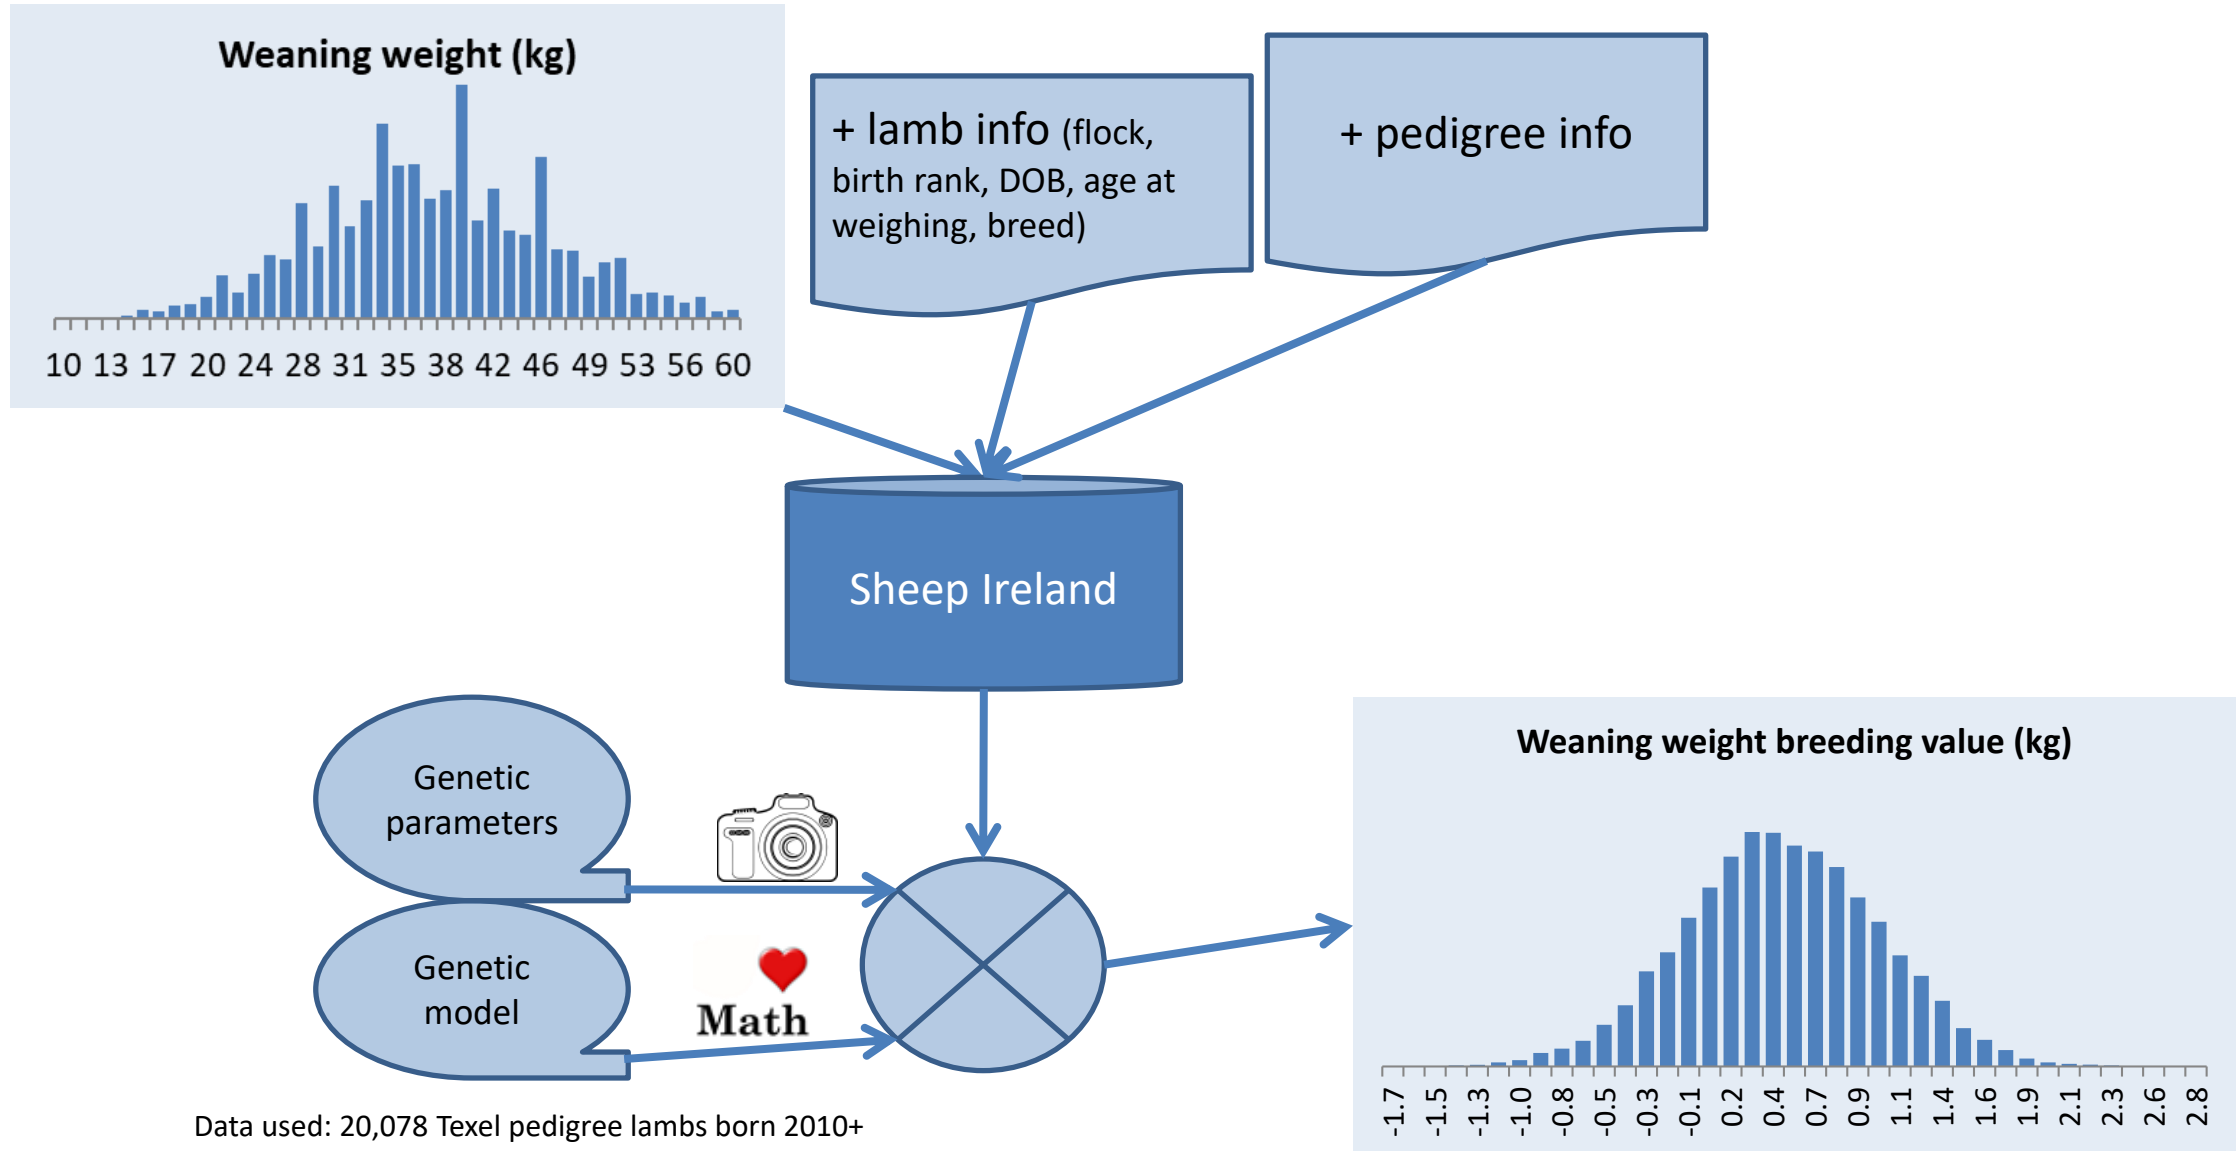 Weaning weight (kg)
10 13 17 20 24 28 31 35 38 42 46 49 53 56 60
+ lamb info (flock,
birth rank, DOB, age at
weighing, breed)
+ pedigree info
Sheep Ireland
Genetic
parameters
Genetic
model
Math
Weaning weight breeding value (kg)
-1.7 -1.5 -1.3 -1.0 -0.8 -0.5 -0.3 -0.1 0.2 0.4 0.7 0.9 1.1 1.4 1.6 1.9 2.1 2.3 2.6 2.8
Data used: 20,078 Texel pedigree lambs born 2010+